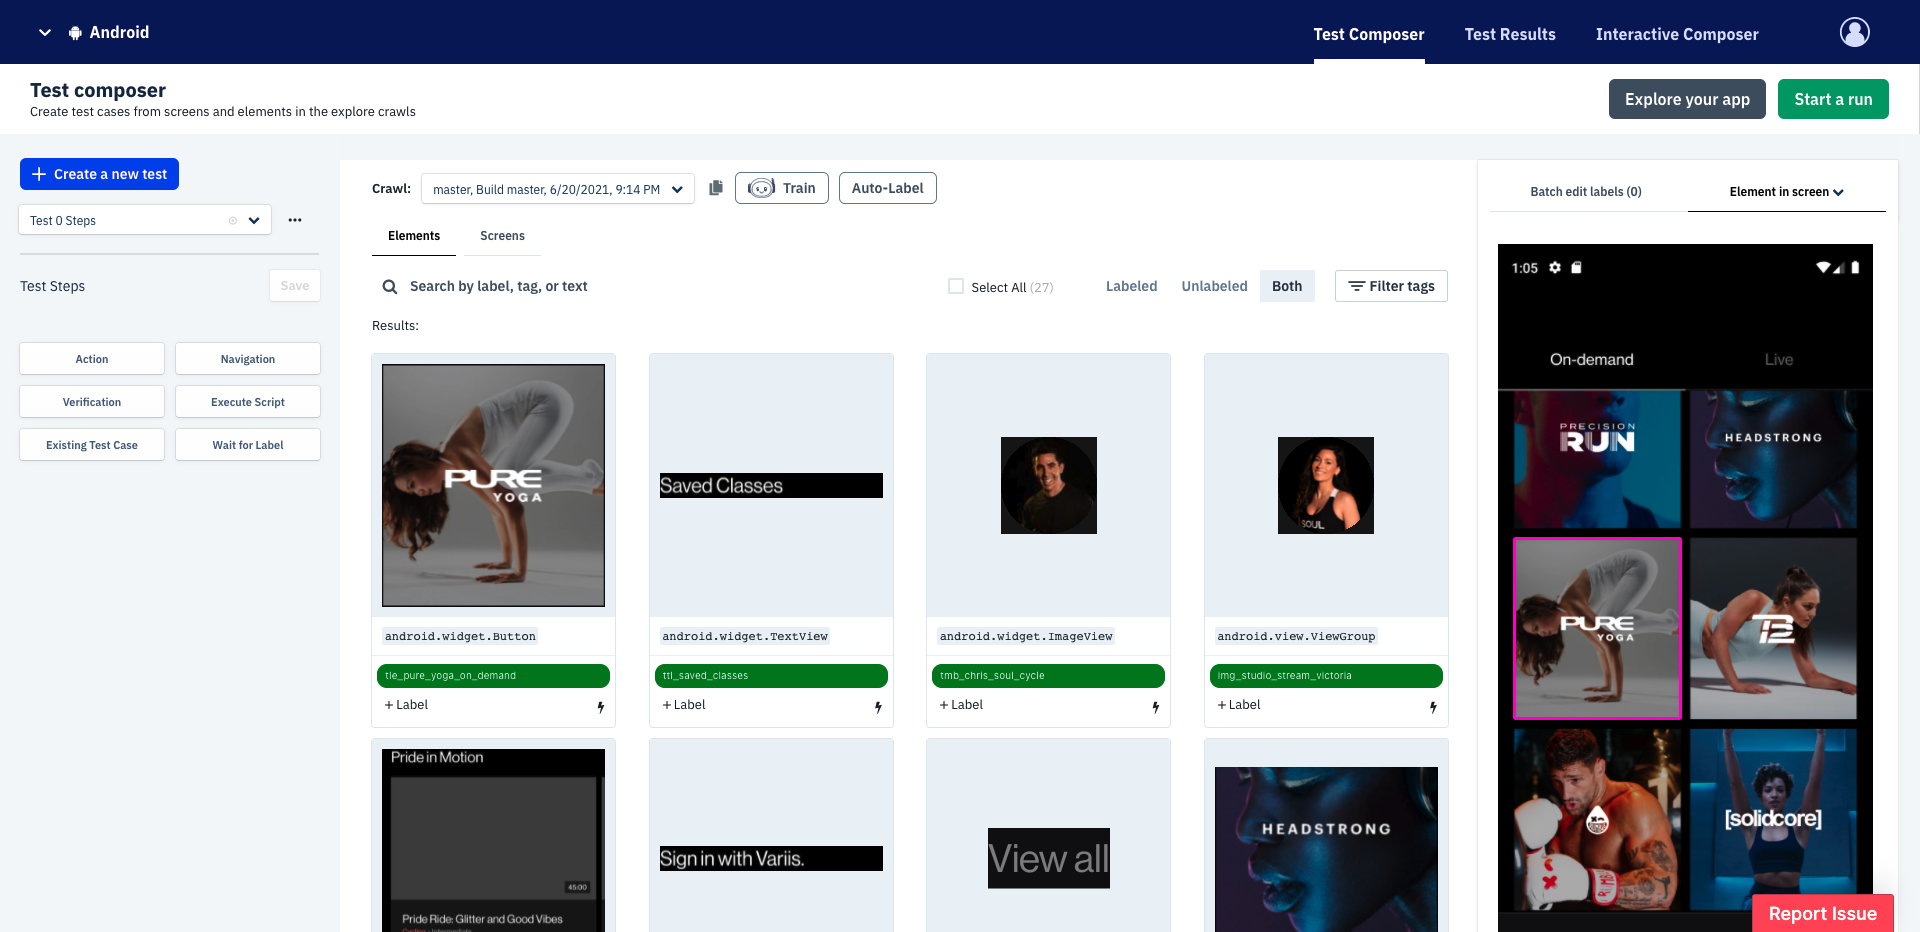 Android
Test Composer
Test Results
Interactive Composer
Test composer
Create test cases from screens and elements in the explore crawls
Explore your app
Start a run
Create a new test
Test 0 Steps
Test Steps
Save
Action
Navigation
Verification
Execute Script
Existing Test Case
Wait for Label
Crawl:
master, Build master, 6/20/2021, 9:14 PM
Train
Auto-Label
Elements
Screens
Search by label, tag, or text
Select All (27)
Labeled
Unlabeled
Both
Filter tags
Results:
PURE
YOGA
android.widget.Button
tle_pure_yoga_on_demand
+ Label
Saved Classes
android.widget.TextView
ttl_saved_classes
+ Label
android.widget.ImageView
tmb_chris_soul_cycle
+ Label
SOUL
android.view.ViewGroup
img_studio_stream_victoria
+ Label
Pride in Motion
45:00
Pride Ride: Glitter and Good Vibes
Sign in with Variis.
View all
HEADSTRONG
Batch edit labels (0)
Element in screen
1:05
On-demand
Live
PRECISION
RUN
HEADSTRONG
PURE
YOGA
[solidcore]
Report Issue